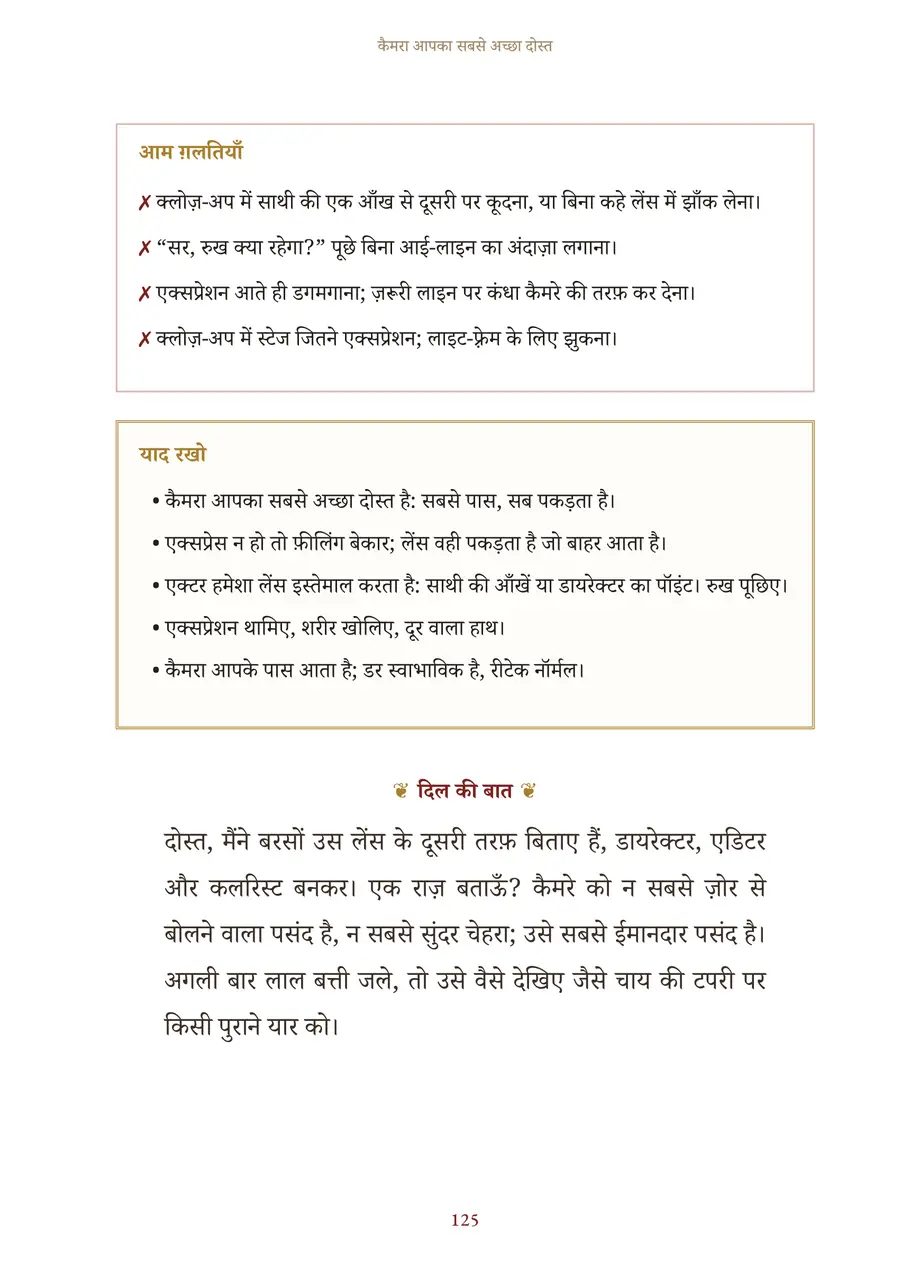 कैमरा आपका सबसे अच्छा दोस्त
आम ग़लतियाँ
✗ क्लोज़-अप में साथी की एक आँख से दूसरी पर कूदना, या बिना कहे लेंस में झाँक लेना।
✗ “सर, रुख क्या रहेगा?” पूछे बिना आई-लाइन का अंदाज़ा लगाना।
✗ एक्सप्रेशन आते ही डगमगाना; ज़रूरी लाइन पर कंधा कैमरे की तरफ़ कर देना।
✗ क्लोज़-अप में स्टेज जितने एक्सप्रेशन; लाइट-फ़्रेम के लिए झुकना।
याद रखो
• कैमरा आपका सबसे अच्छा दोस्त है: सबसे पास, सब पकड़ता है।
• एक्सप्रेस न हो तो फ़ीलिंग बेकार; लेंस वही पकड़ता है जो बाहर आता है।
• एक्टर हमेशा लेंस इस्तेमाल करता है: साथी की आँखें या डायरेक्टर का पॉइंट। रुख पूछिए।
• एक्सप्रेशन थामिए, शरीर खोलिए, दूर वाला हाथ।
• कैमरा आपके पास आता है; डर स्वाभाविक है, रीटेक नॉर्मल।
❦ दिल की बात ❦
दोस्त, मैंने बरसों उस लेंस के दूसरी तरफ़ बिताए हैं, डायरेक्टर, एडिटर
और कलरिस्ट बनकर। एक राज़ बताऊँ? कैमरे को न सबसे ज़ोर से
बोलने वाला पसंद है, न सबसे सुंदर चेहरा; उसे सबसे ईमानदार पसंद है।
अगली बार लाल बत्ती जले, तो उसे वैसे देखिए जैसे चाय की टपरी पर
किसी पुराने यार को।
125